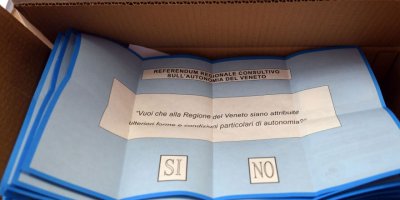 REFERENDUM REGIONALE CONSULTIVO
SULL'AUTONOMIA DEL VENETO
"Vuoi che alla Regione del Veneto siano attribuite
ulteriori forme e condizioni particolari di autonomia?"
SI NO